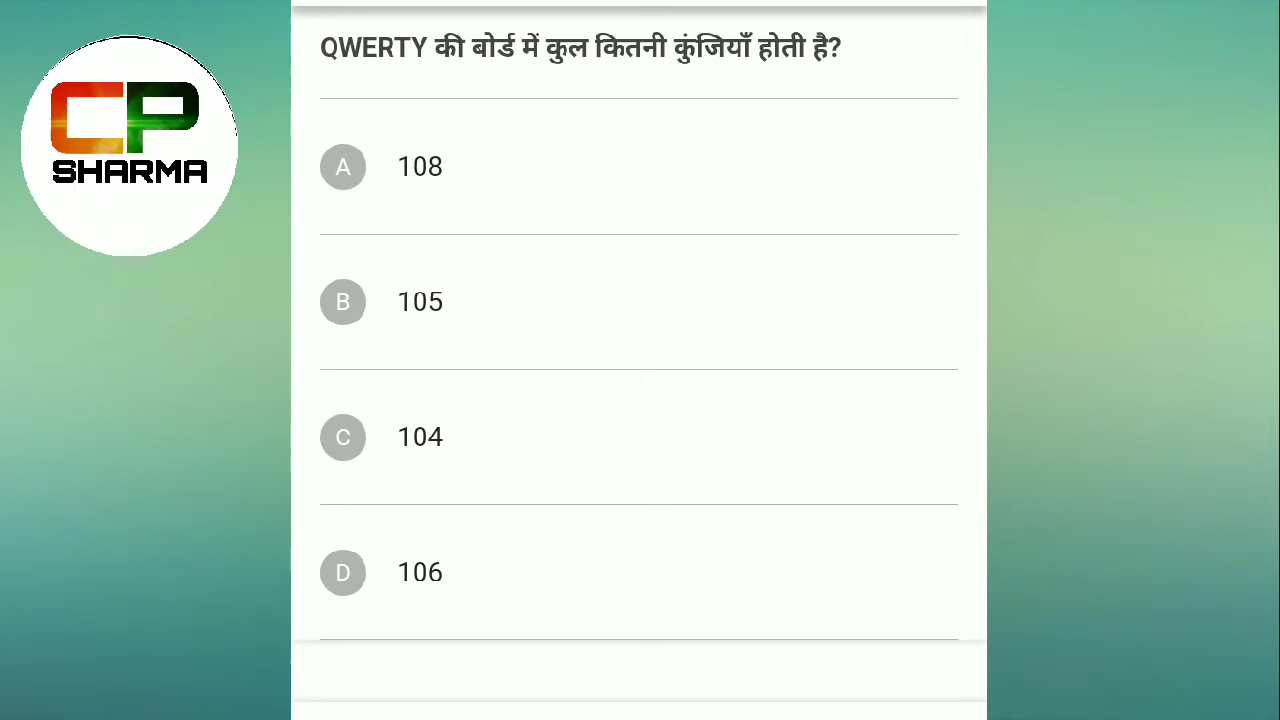 CP
SHARMA
QWERTY की बोर्ड में कुल कितनी कुंजियाँ होती है?
A 108
B 105
C 104
D 106